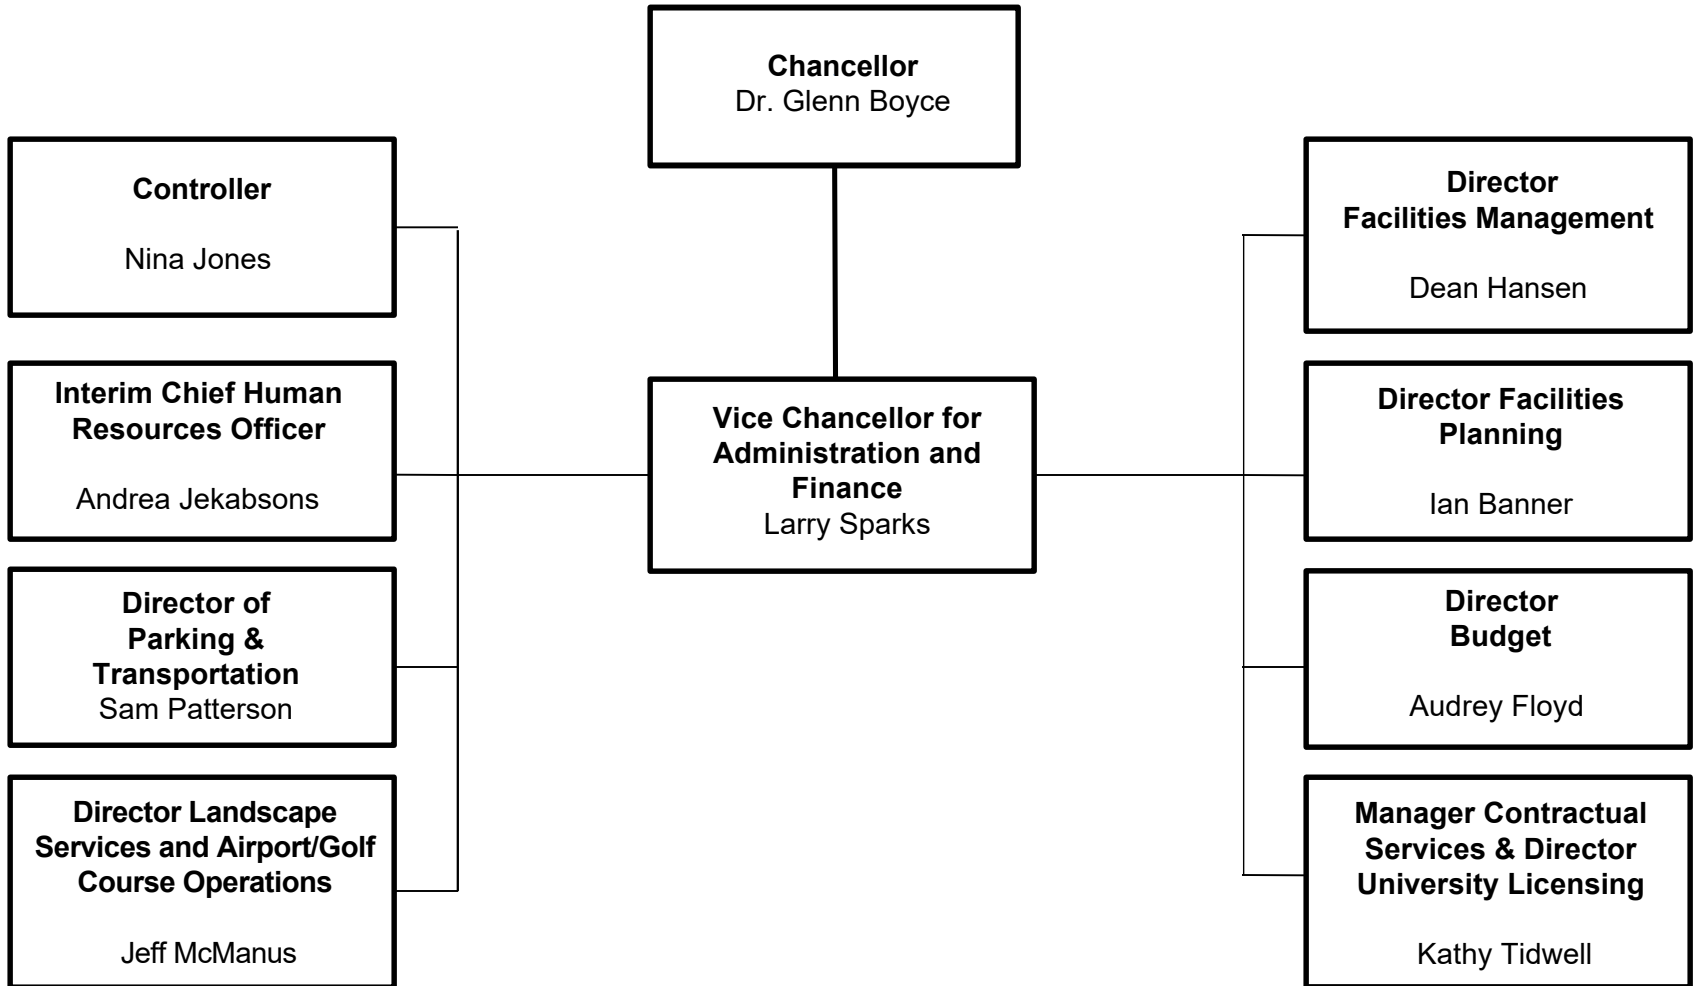 Chancellor
Dr. Glenn Boyce
Controller
Nina Jones
Interim Chief Human
Resources Officer
Andrea Jekabsons
Director of
Parking &
Transportation
Sam Patterson
Director Landscape
Services and Airport/Golf
Course Operations
Jeff McManus
Vice Chancellor for
Administration and
Finance
Larry Sparks
Director
Facilities Management
Dean Hansen
Director Facilities
Planning
Ian Banner
Director
Budget
Audrey Floyd
Manager Contractual
Services & Director
University Licensing
Kathy Tidwell